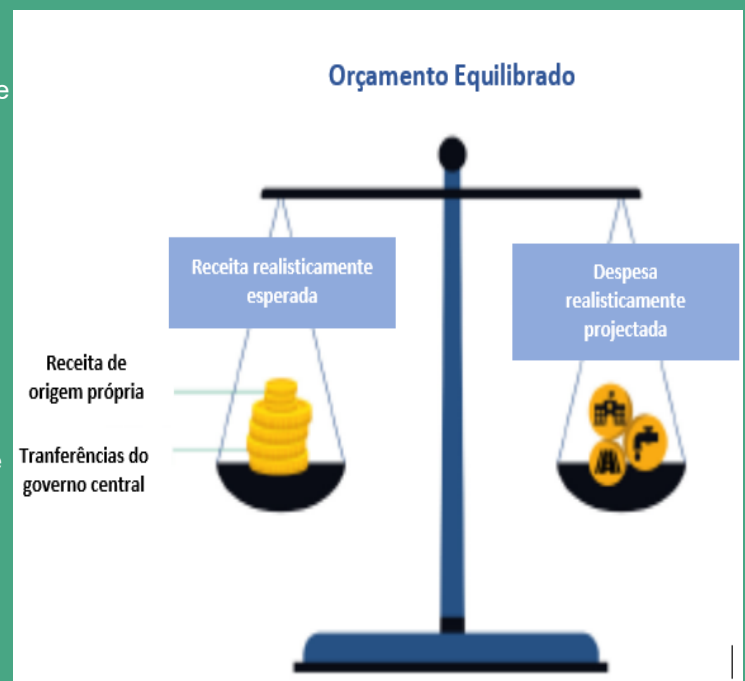 Orçamento Equilibrado
Receita realisticamente
esperada
Despesa
realisticamente
projectada
Receita de
origem própria
Tranferências do
governo central
e
e